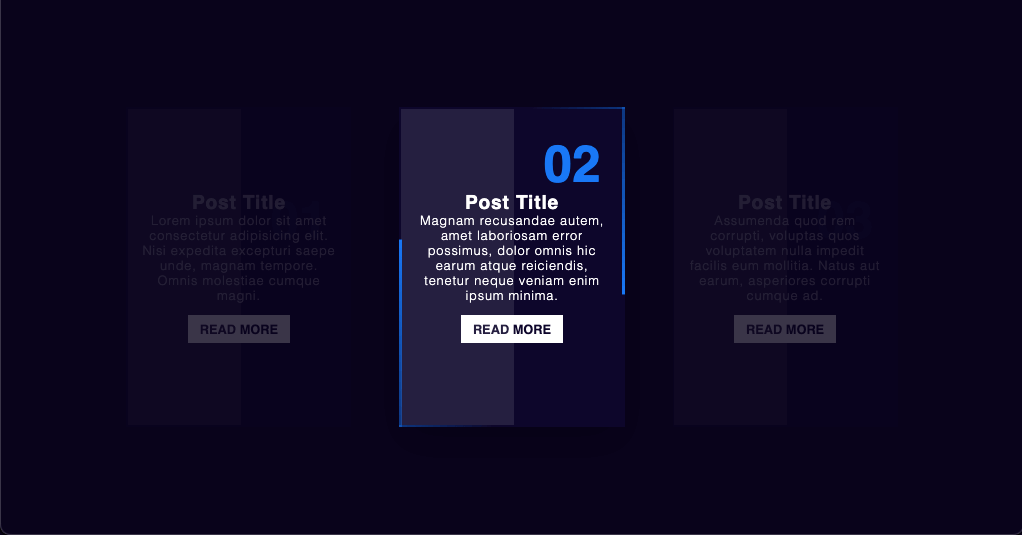 Post Title
Lorem ipsum dolor sit amet
consectetur adipisicing elit.
Nisi expedita excepturi saepe
unde, magnam tempore.
Omnis molestiae cumque
magni.
READ MORE
02
Post Title
Magnam recusandae autem,
amet laboriosam error
possimus, dolor omnis hic
earum atque reiciendis,
tenetur neque veniam enim
ipsum minima.
READ MORE
Post Title
Assumenda quod rem
corrupti, voluptas quos
voluptatem nulla impedit
facilis eum mollitia. Natus aut
earum, asperiores corrupti
cumque ad.
READ MORE